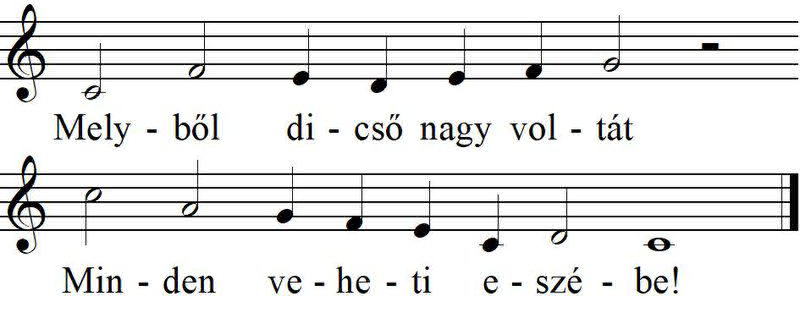 Mely - ből di - cső nagy vol - tát
Min - den ve - he - ti e - szé - be!